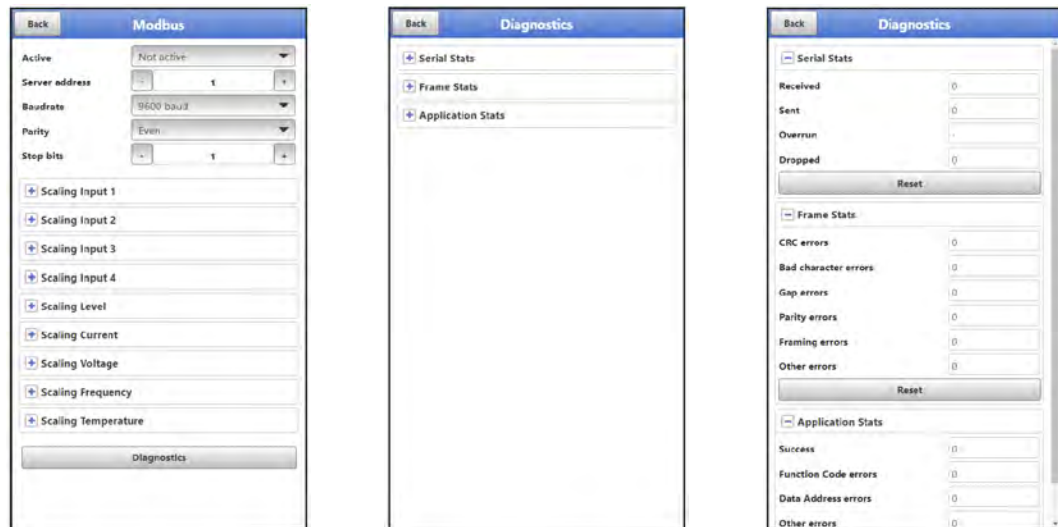 Back Modbus
Active Not active
Server address - 1 +
Baudrate 9600 baud
Parity Even
Stop bits - 1 +
+ Scaling Input 1
+ Scaling Input 2
+ Scaling Input 3
+ Scaling Input 4
+ Scaling Level
+ Scaling Current
+ Scaling Voltage
+ Scaling Frequency
+ Scaling Temperature
Diagnostics
Back Diagnostics
+ Serial Stats
+ Frame Stats
+ Application Stats
Back Diagnostics
- Serial Stats
Received 0
Sent 0
Overrun -
Dropped 0
Reset
- Frame Stats
CRC errors 0
Bad character errors 0
Gap errors 0
Parity errors 0
Framing errors 0
Other errors 0
Reset
- Application Stats
Success 0
Function Code errors 0
Data Address errors 0
Other errors 0